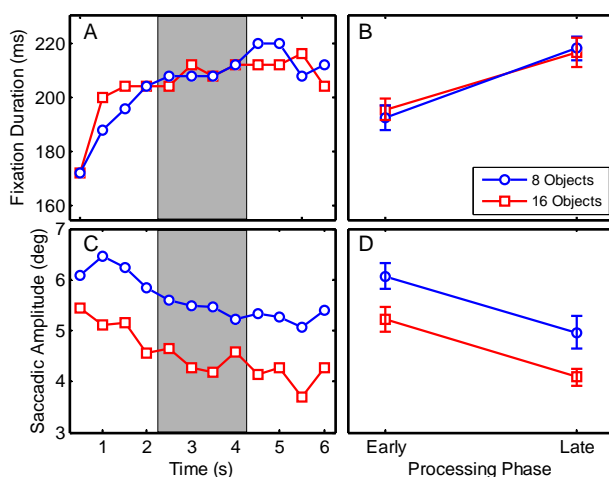 A
B
Fixation Duration (ms)
220
200
180
160
8 Objects
16 Objects
C
D
Saccadic Amplitude (deg)
7
6
5
4
3
1
2
3
4
5
6
Time (s)
Early
Late
Processing Phase